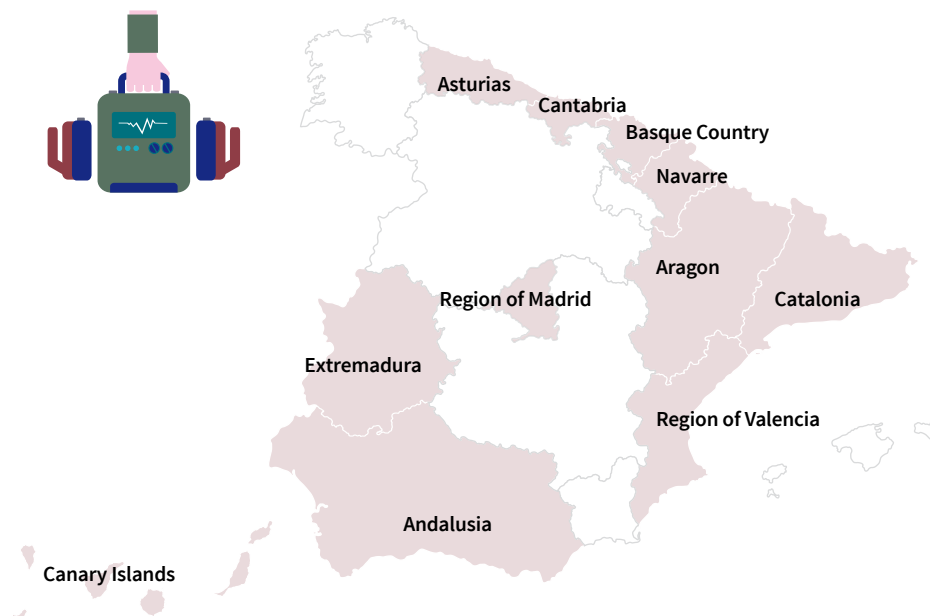 Asturias
Cantabria
Basque Country
Navarre
Aragon
Region of Madrid
Catalonia
Extremadura
Region of Valencia
Andalusia
Canary Islands